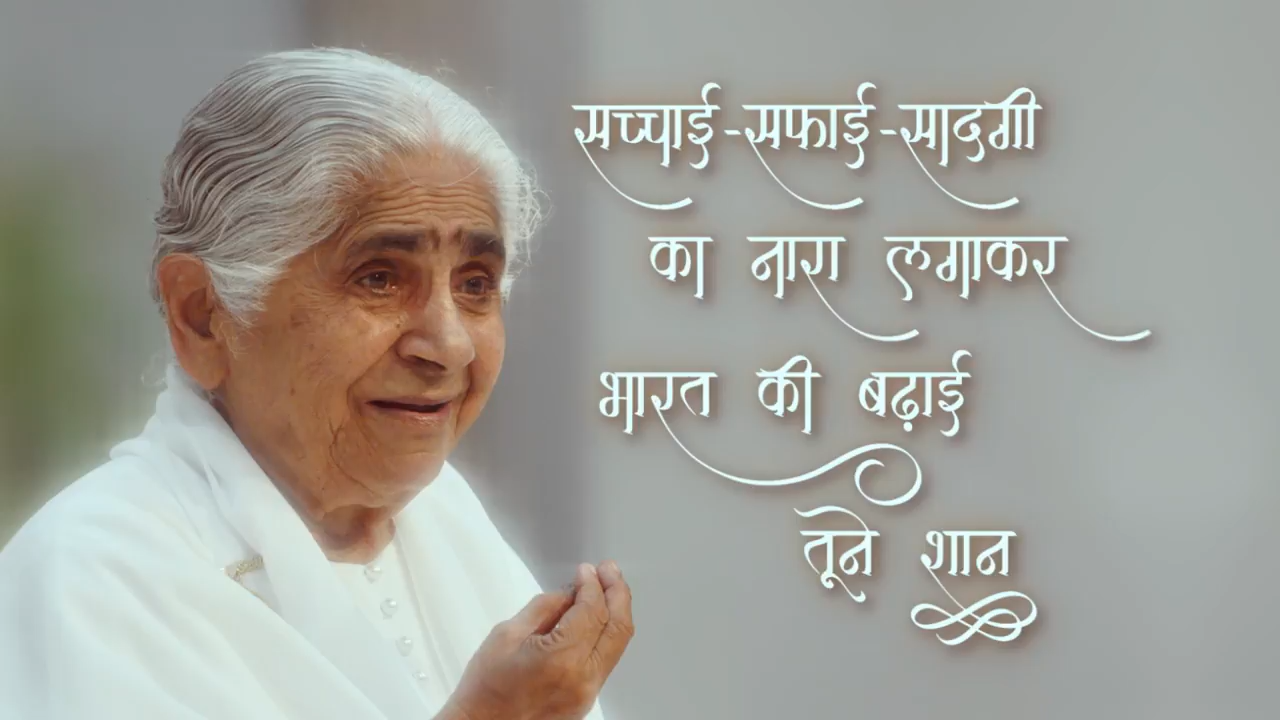 सच्चाई-सफाई-सादगी
का नारा लगाकर
भारत की बढ़ाई
तूने शान